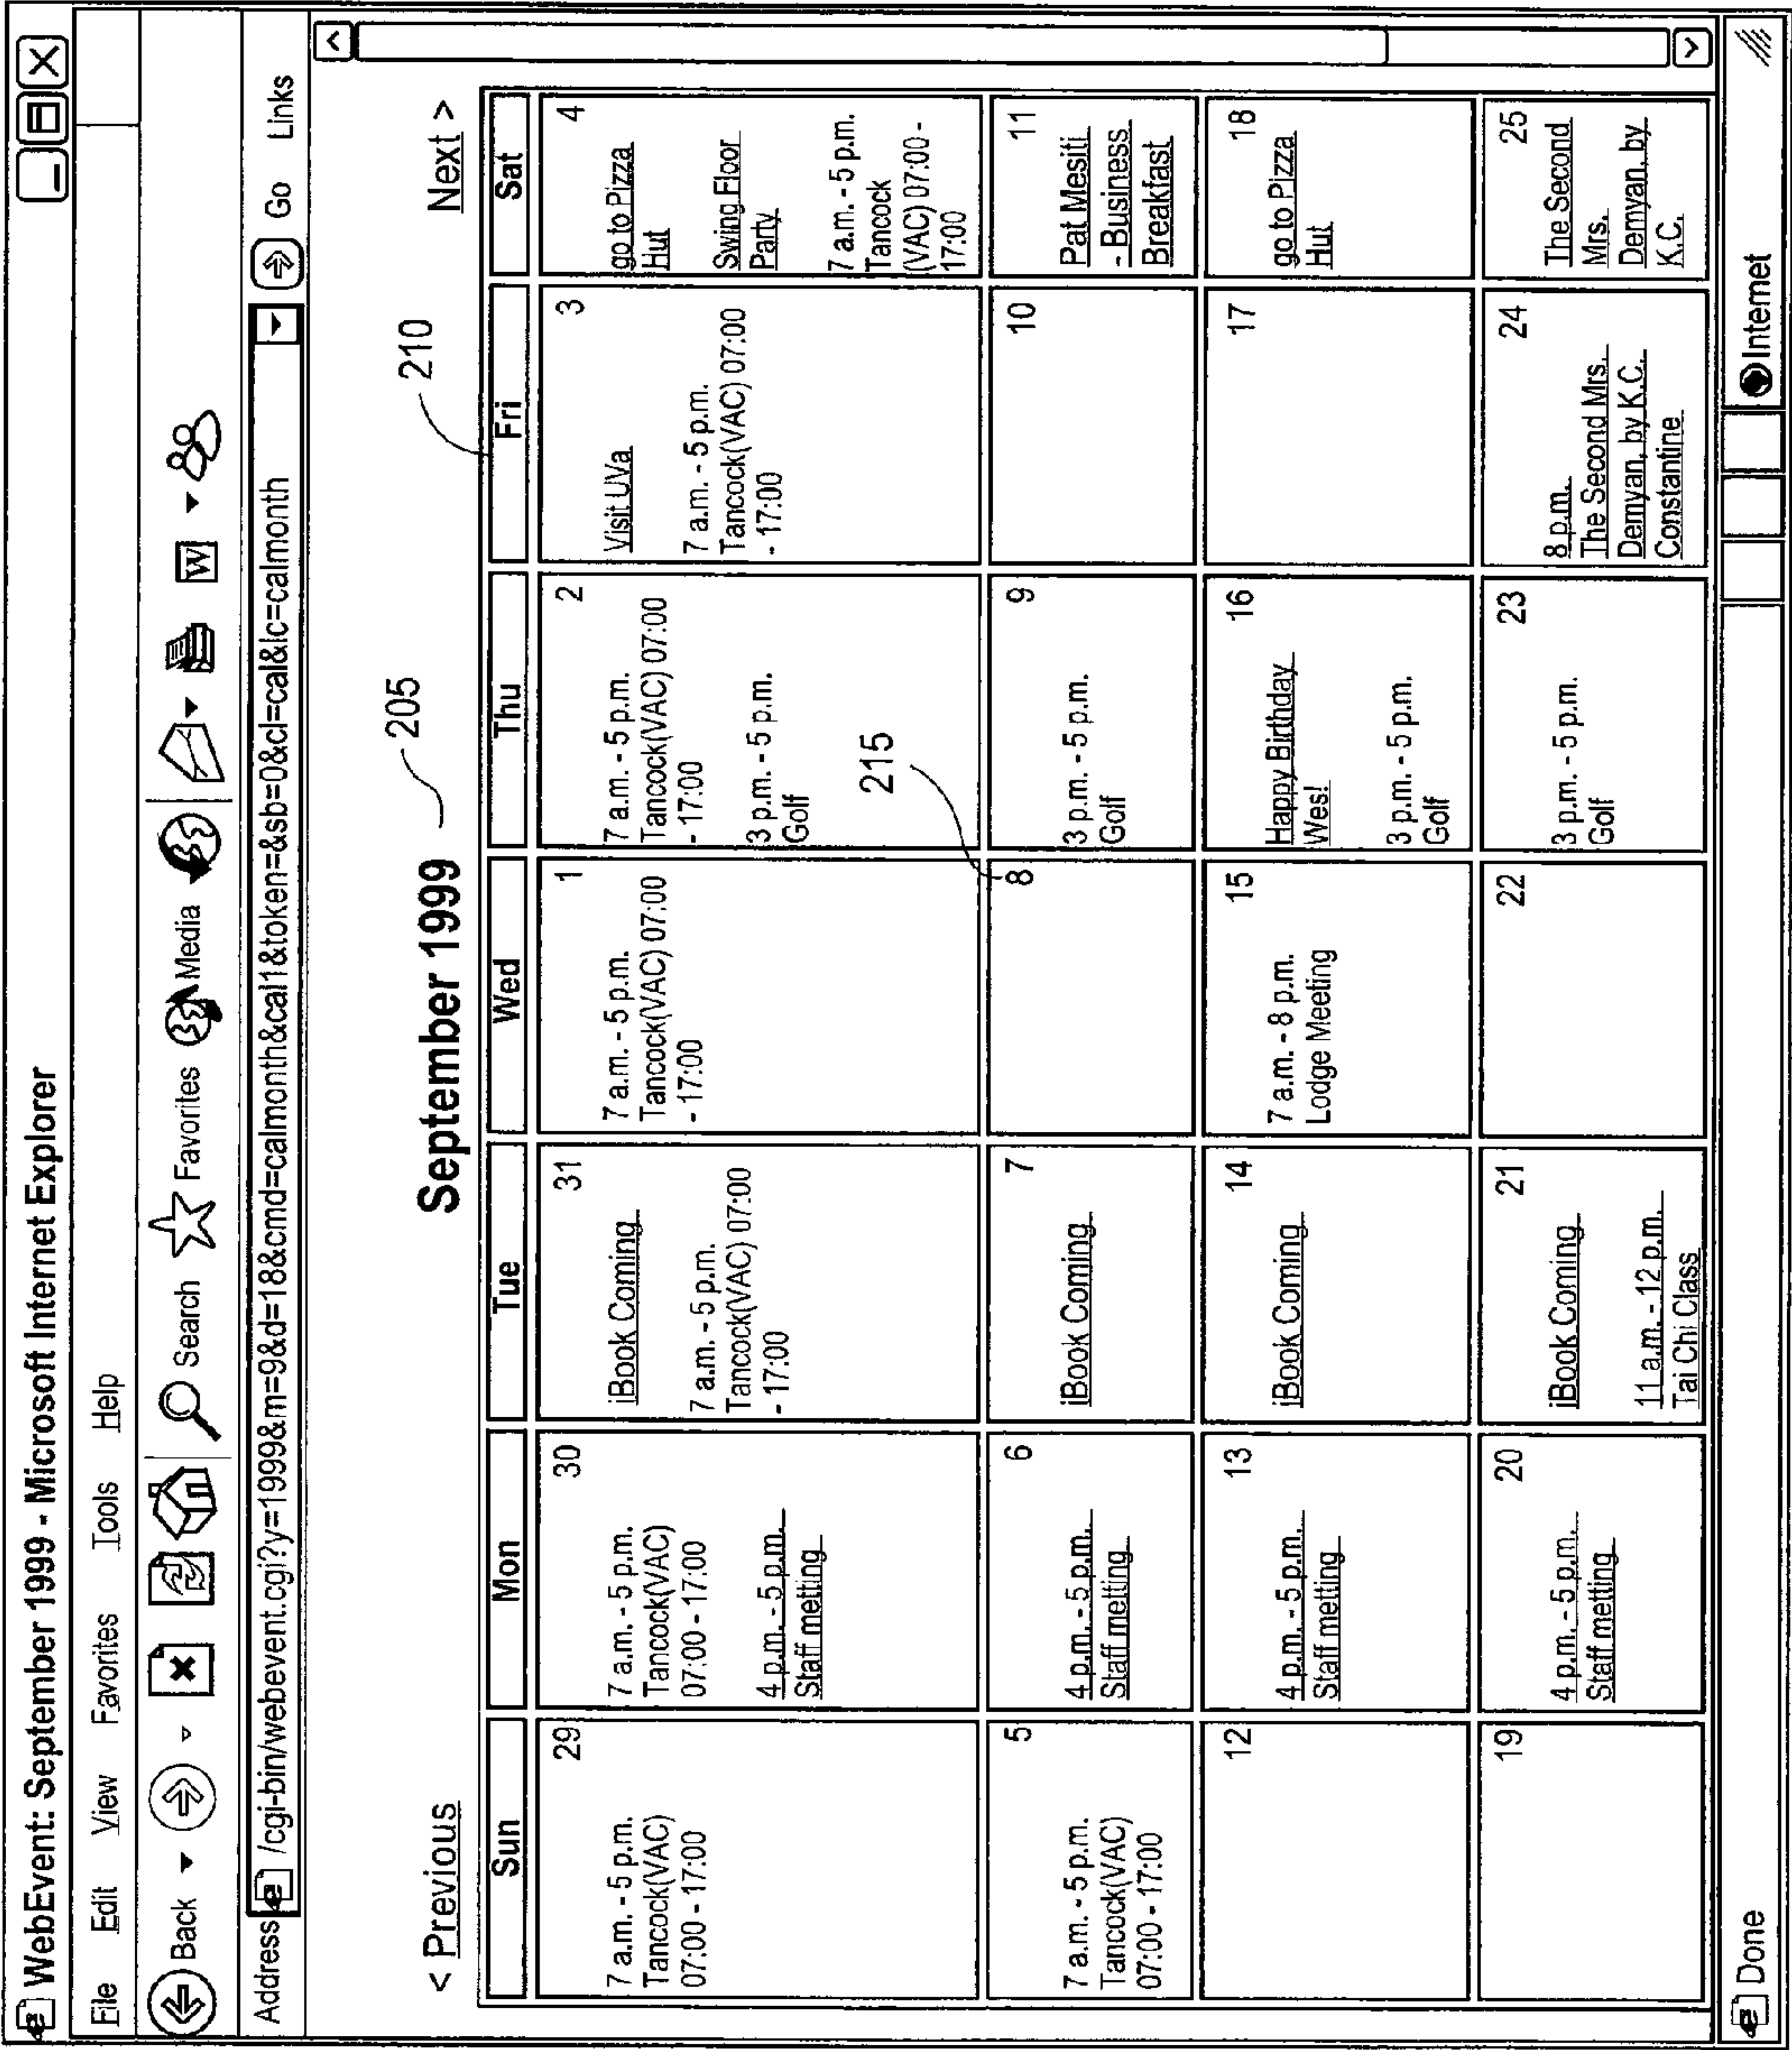 WebEvent: September 1999 - Microsoft Internet Explorer
File Edit View Favorites Tools Help
Back Search Favorites Media W
Address /cgi-bin/webevent.cgi?y=1999&m=9&d=18&cmd=calmonth&cal1&token=&sb=0&cl=cal&lc=calmonth Go Links
205
210
< Previous September 1999 Next >
Sun Mon Tue Wed Thu Fri Sat
29
7 a.m. - 5 p.m.
Tancock(VAC)
07:00 - 17:00
30
7 a.m. - 5 p.m.
Tancock(VAC)
07:00 - 17:00
4 p.m. - 5 p.m.
Staff metting
31
iBook Coming
7 a.m. - 5 p.m.
Tancock(VAC) 07:00
- 17:00
1
7 a.m. - 5 p.m.
Tancock(VAC) 07:00
- 17:00
2
7 a.m. - 5 p.m.
Tancock(VAC) 07:00
- 17:00
3 p.m. - 5 p.m.
Golf
3
Visit UVa
7 a.m. - 5 p.m.
Tancock(VAC) 07:00
- 17:00
4
go to Pizza
Hut
Swing Floor
Party
7 a.m. - 5 p.m.
Tancock
(VAC) 07:00 -
17:00
215
5
7 a.m. - 5 p.m.
Tancock(VAC)
07:00 - 17:00
6
4 p.m. - 5 p.m.
Staff metting
7
iBook Coming
8
9
3 p.m. - 5 p.m.
Golf
10
11
Pat Mesiti
- Business
Breakfast
12
13
4 p.m. - 5 p.m.
Staff metting
14
iBook Coming
15
7 a.m. - 8 p.m.
Lodge Meeting
16
Happy Birthday
Wes!
3 p.m. - 5 p.m.
Golf
17
18
go to Pizza
Hut
19
20
4 p.m. - 5 p.m.
Staff metting
21
iBook Coming
11 a.m. - 12 p.m.
Tai Chi Class
22
23
3 p.m. - 5 p.m.
Golf
24
8 p.m.
The Second Mrs.
Demyan, by K.C.
Constantine
25
The Second
Mrs.
Demyan, by
K.C.
Done Internet